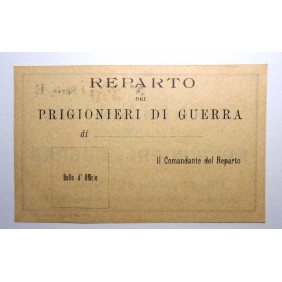 REPARTO
DEI
PRIGIONIERI DI GUERRA
di
Il Comandante del Reparto
Bollo d' Ufficio